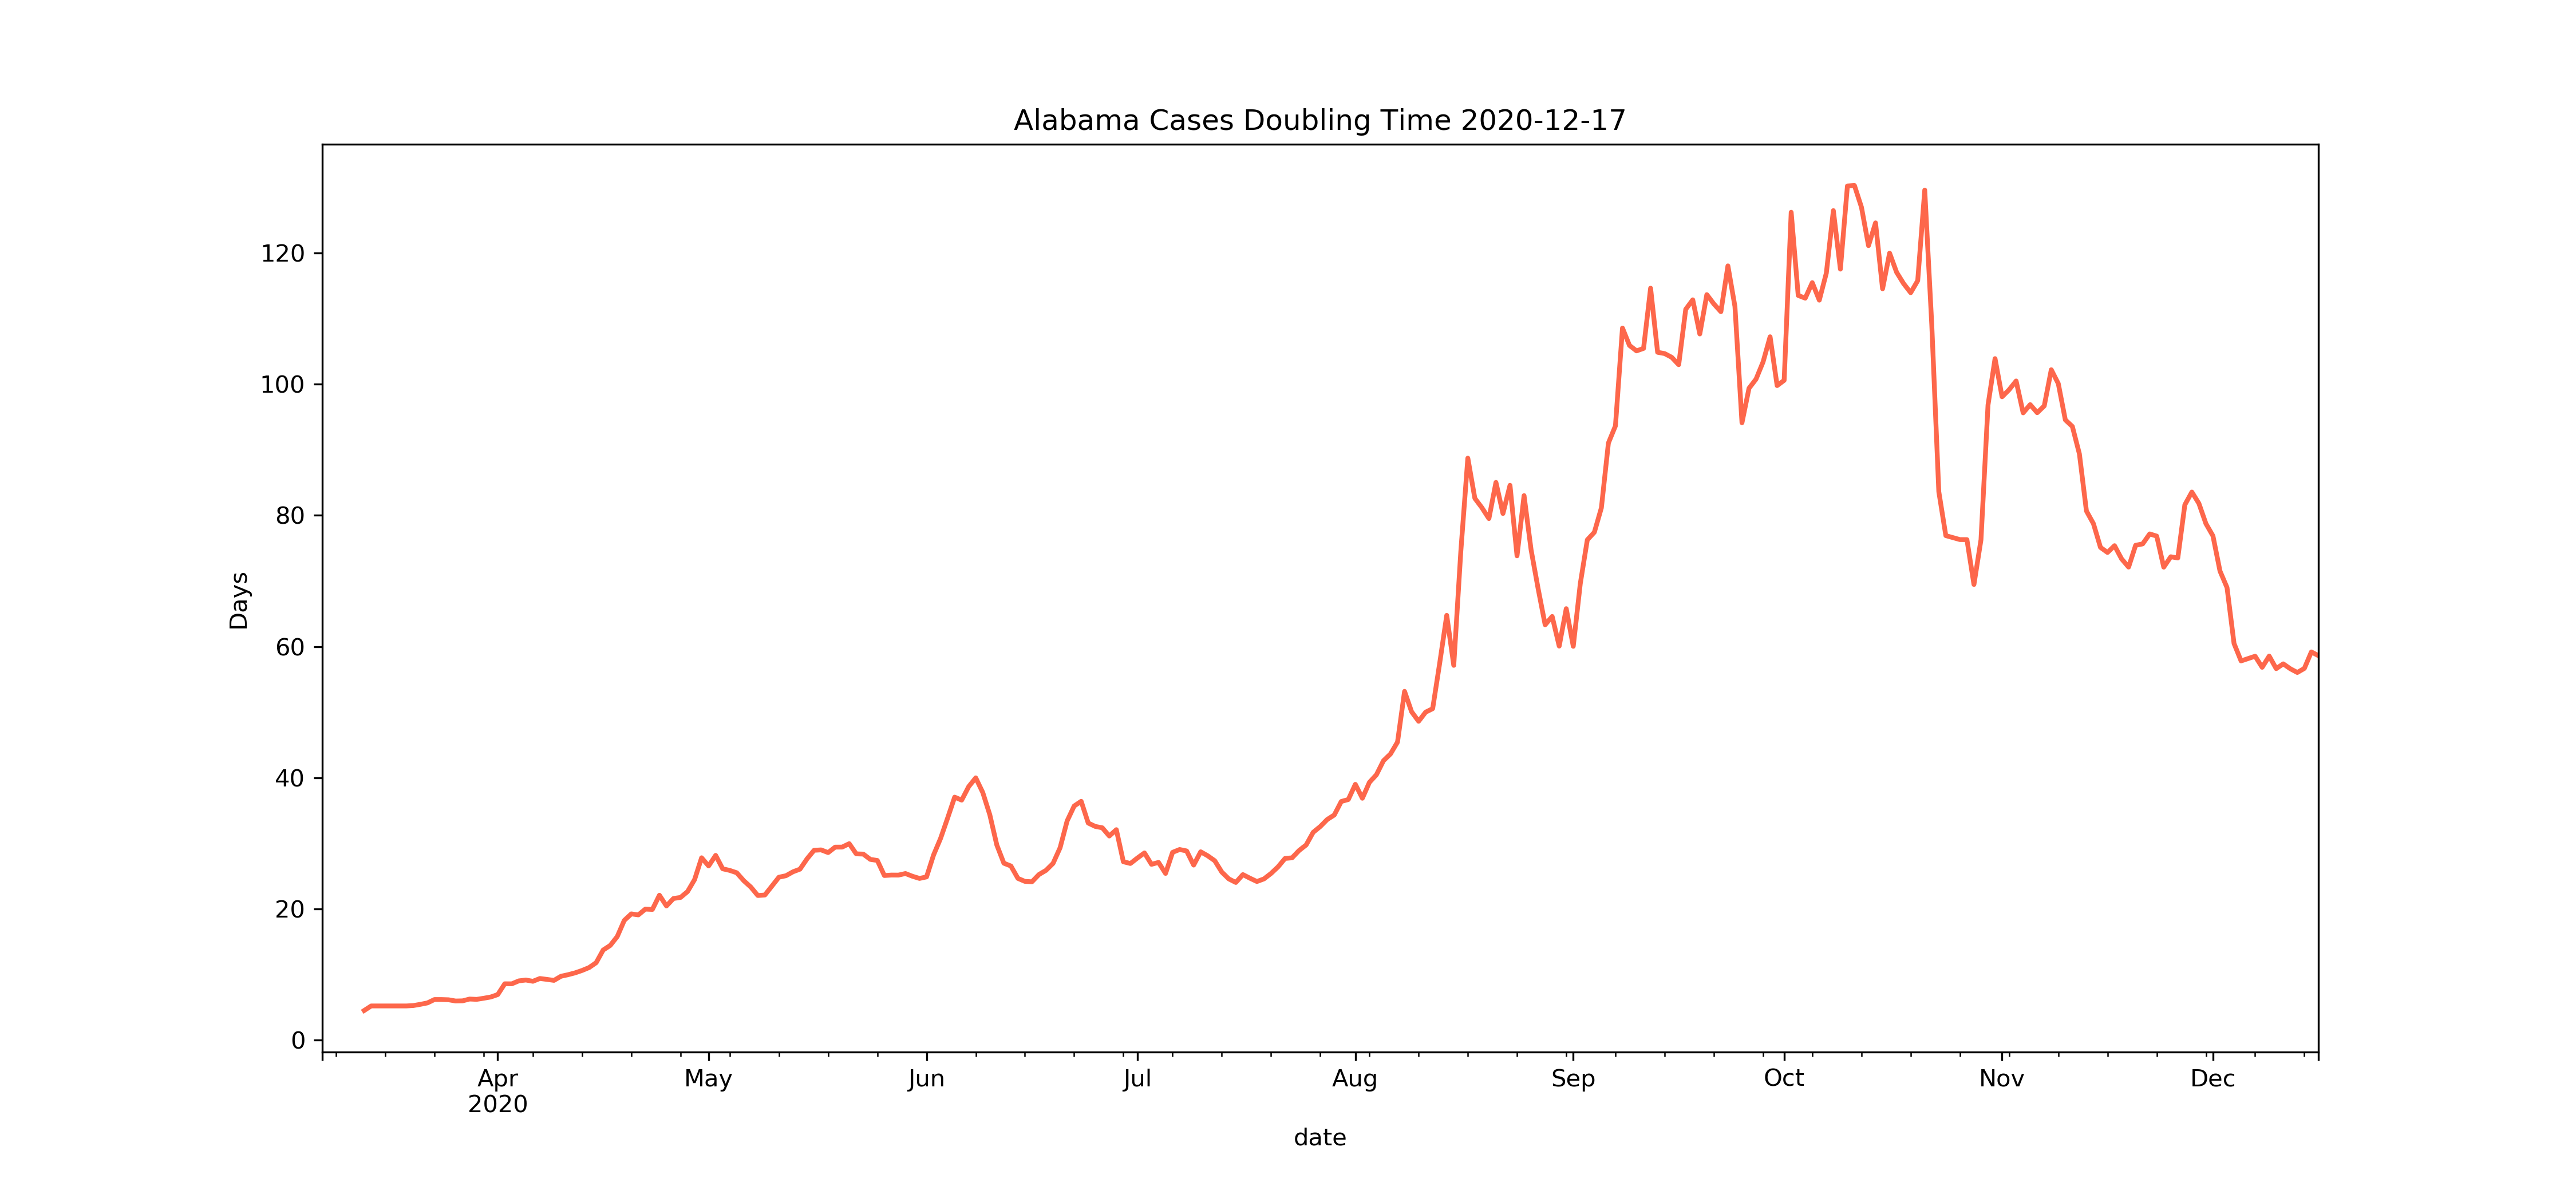 Alabama Cases Doubling Time 2020-12-17
120
100
80
60
40
20
0
Days
Apr May Jun Jul Aug Sep Oct Nov Dec
2020
date